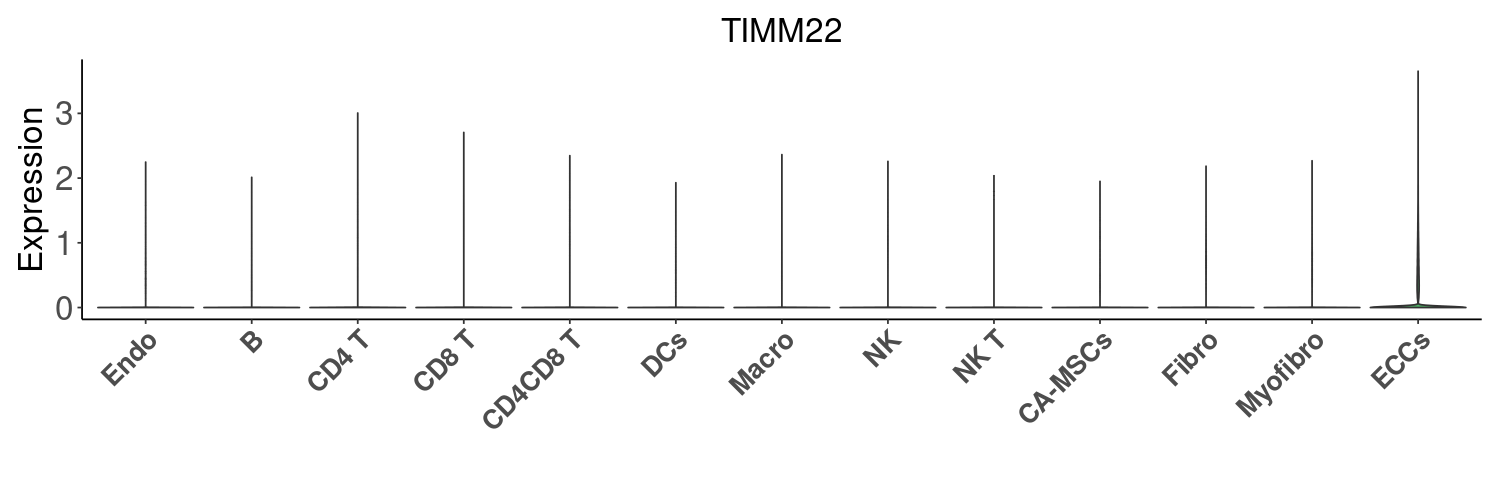 TIMM22
Expression
3
2
1
0
Endo
B
CD4 T
CD8 T
CD4CD8 T
DCs
Macro
NK
NK T
CA-MSCs
Fibro
Myofibro
ECCs